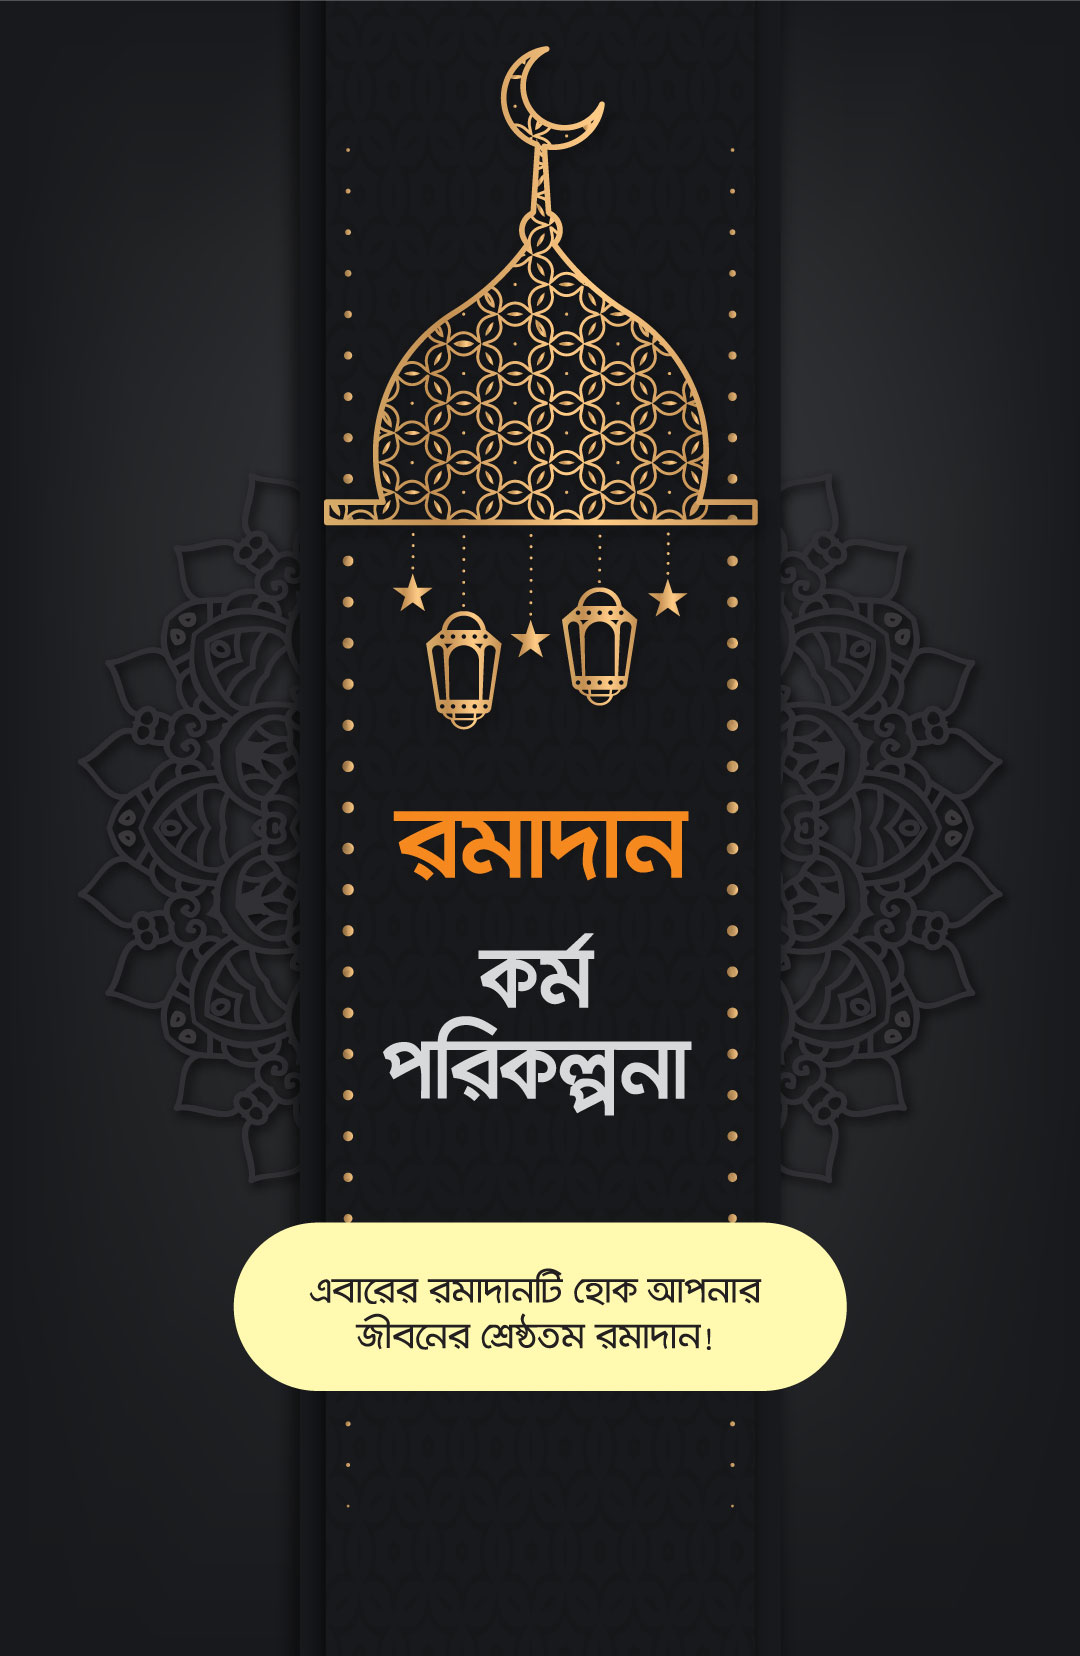 রমাদান
কর্ম
পরিকল্পনা
এবারের রমাদানটি হোক আপনার
জীবনের শ্রেষ্ঠতম রমাদান!